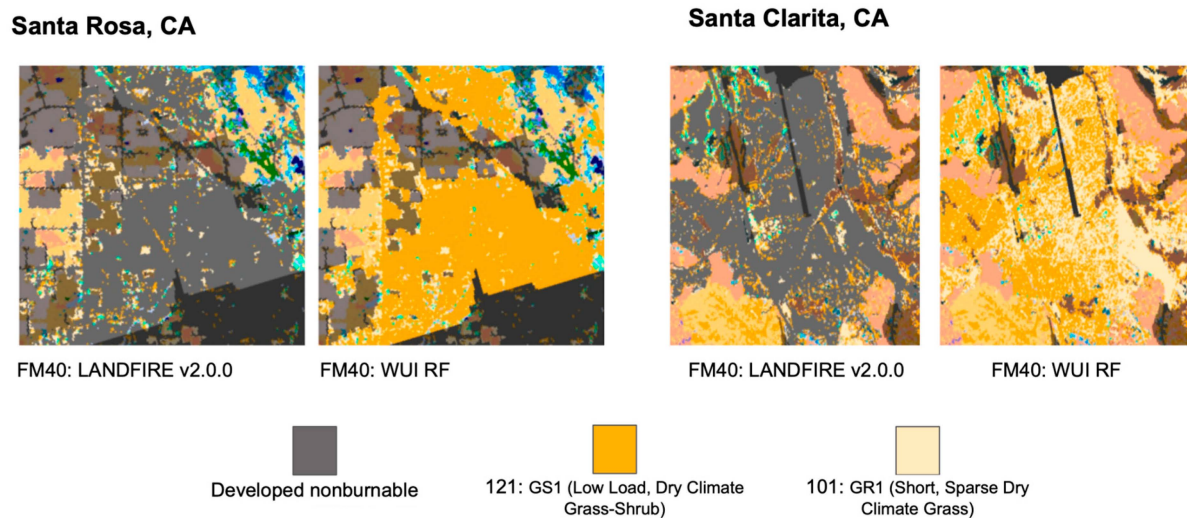 Santa Rosa, CA
Santa Clarita, CA
FM40: LANDFIRE v2.0.0
FM40: WUI RF
FM40: LANDFIRE v2.0.0
FM40: WUI RF
Developed nonburnable
121: GS1 (Low Load, Dry Climate
Grass-Shrub)
101: GR1 (Short, Sparse Dry
Climate Grass)